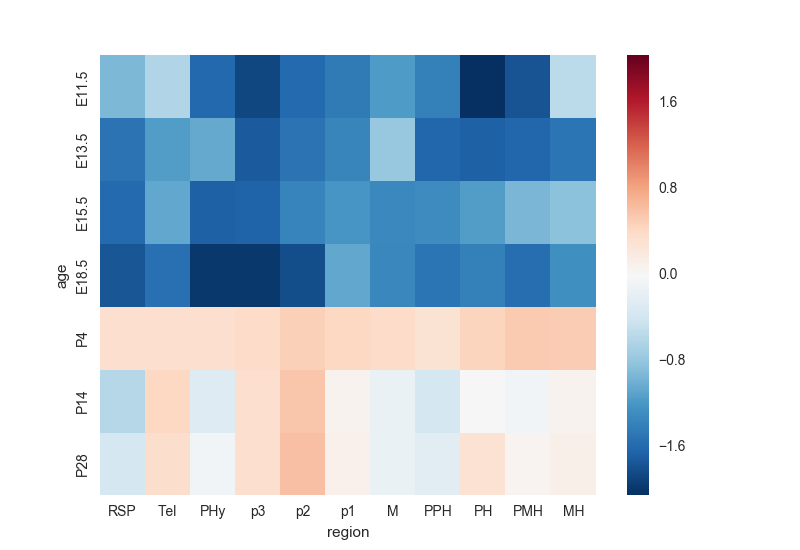 age
E11.5
E13.5
E15.5
E18.5
P4
P14
P28
RSP Tel PHy p3 p2 p1 M PPH PH PMH MH
region
1.6
0.8
0.0
−0.8
−1.6